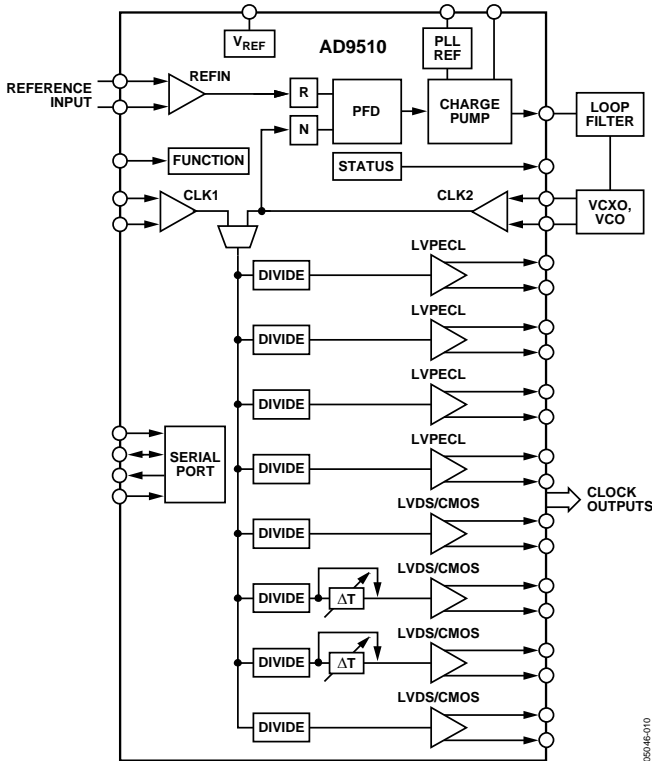 VREF
AD9510
PLL
REF
REFERENCE
INPUT
REFIN
R
N
PFD
CHARGE
PUMP
LOOP
FILTER
FUNCTION
STATUS
CLK1
CLK2
VCXO,
VCO
LVPECL
DIVIDE
LVPECL
DIVIDE
LVPECL
DIVIDE
LVPECL
DIVIDE
SERIAL
PORT
CLOCK
OUTPUTS
LVDS/CMOS
DIVIDE
LVDS/CMOS
DIVIDE
ΔT
LVDS/CMOS
DIVIDE
ΔT
LVDS/CMOS
DIVIDE
05046-010